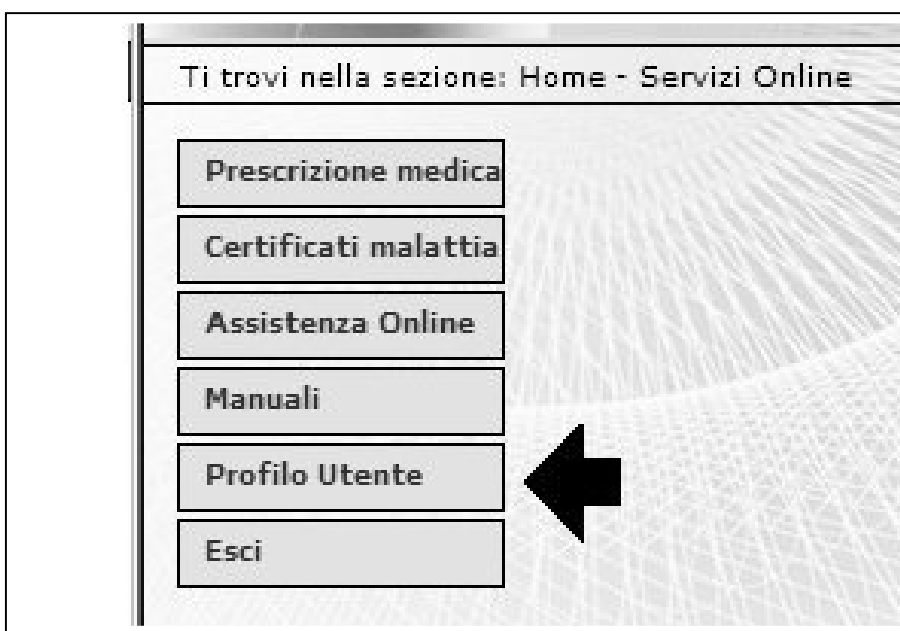 Ti trovi nella sezione: Home - Servizi Online
Prescrizione medica
Certificati malattia
Assistenza Online
Manuali
Profilo Utente
Esci